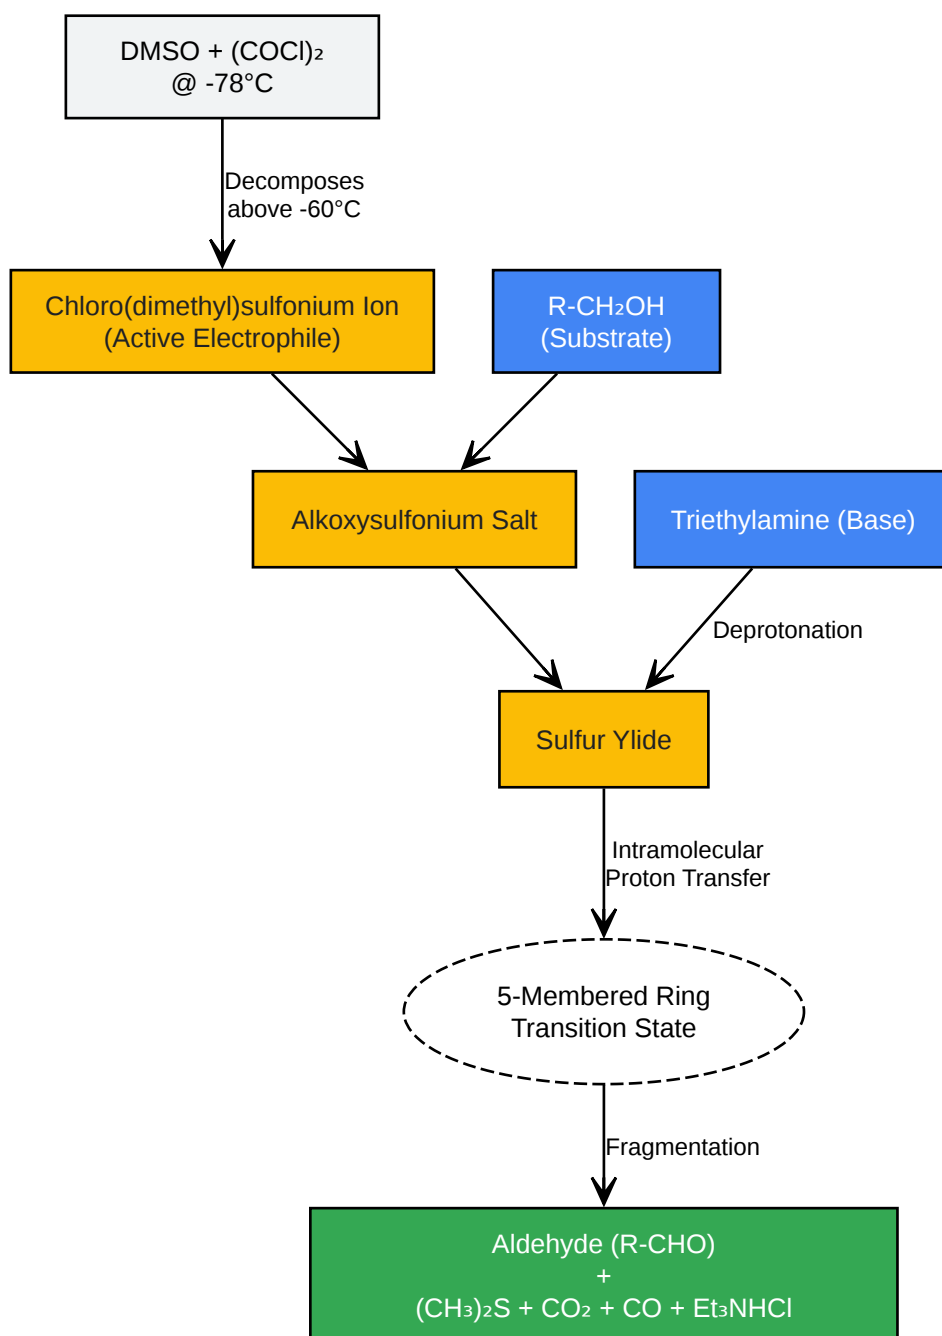 DMSO + (COCl)₂
@ -78°C
Decomposes
above -60°C
Chloro(dimethyl)sulfonium Ion
(Active Electrophile)
R-CH₂OH
(Substrate)
Alkoxysulfonium Salt
Triethylamine (Base)
Deprotonation
Sulfur Ylide
Intramolecular
Proton Transfer
5-Membered Ring
Transition State
Fragmentation
Aldehyde (R-CHO)
+
(CH₃)₂S + CO₂ + CO + Et₃NHCl